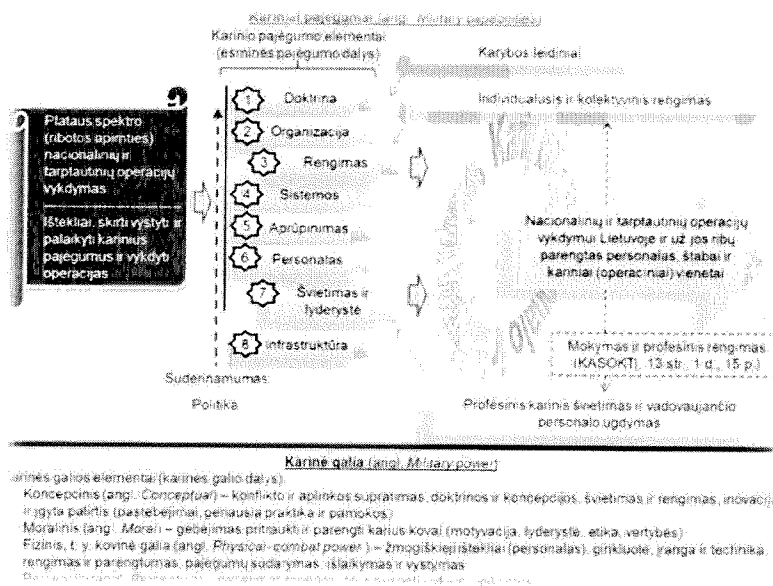 Kariniai pajėgumai (ang. Military capabilities)
Karinio pajėgumo elementai
(esminės pajėgumo dalys)
Karybos leidiniai
1 Doktrina
Individualusis ir kolektyvinis rengimas
2 Organizacija
3 Rengimas
4 Sistemos
5 Aprūpinimas
6 Personalas
7 Švietimas ir
lyderystė
8 Infrastruktūra
Plataus spektro
(ribotos apimties)
nacionalinių ir
tarptautinių operacijų
vykdymas
Ištekliai, skirti vystyti ir
palaikyti karinius
pajėgumus ir vykdyti
operacijas
Nacionalinių ir tarptautinių operacijų
vykdymui Lietuvoje ir už jos ribų
parengtas personalas, štabai ir
kariniai (operaciniai) vienetai
Mokymas ir profesinis rengimas
(KASOKTĮ, 13 str., 1 d., 15 p.)
Suderinamumas:
Politika
Profesinis karinis švietimas ir vadovaujančio
personalo ugdymas
Karinė galia (angl. Military power)
Karinės galios elementai (karinės galio dalys):
Koncepcinis (angl. Conceptual) – konflikto ir aplinkos supratimas, doktrinos ir koncepcijos, švietimas ir rengimas, inovacij
ir įgyta patirtis (pastebėjimai, geriausia praktika ir pamokos)
Moralinis (angl. Moral) – gebėjimas pritraukti ir parengti karius kovai (motyvacija, lyderystė, etika, vertybės)
Fizinis, t. y. kovinė galia (angl. Physical-combat power) – žmogiškieji ištekliai (personalas), ginkluotė, įranga ir technika,
rengimas ir parengtumas, pajėgumų sudarymas, išlaikymas ir vystymas